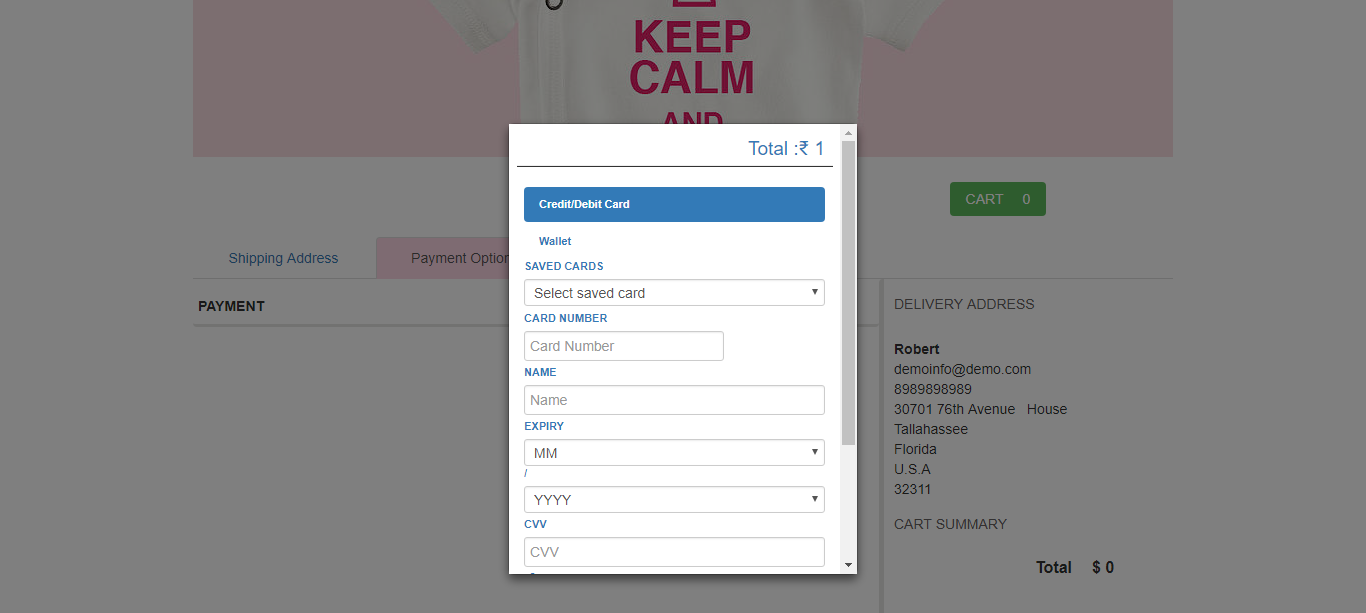 KEEP
CALM
AND
Total :₹ 1
CART 0
Credit/Debit Card
Wallet
Shipping Address
Payment Option
SAVED CARDS
Select saved card
PAYMENT
CARD NUMBER
Card Number
NAME
Name
EXPIRY
MM
/
YYYY
CVV
CVV
DELIVERY ADDRESS
Robert
demoinfo@demo.com
8989898989
30701 76th Avenue House
Tallahassee
Florida
U.S.A
32311
CART SUMMARY
Total $ 0